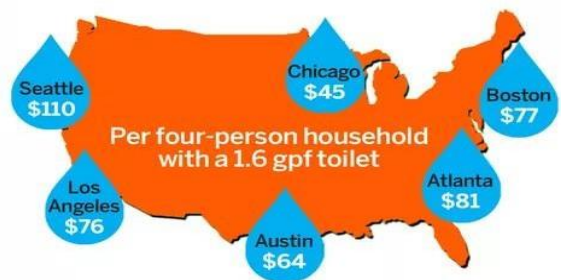 Seattle
$110
Chicago
$45
Boston
$77
Per four-person household
with a 1.6 gpf toilet
Los
Angeles
$76
Atlanta
$81
Austin
$64